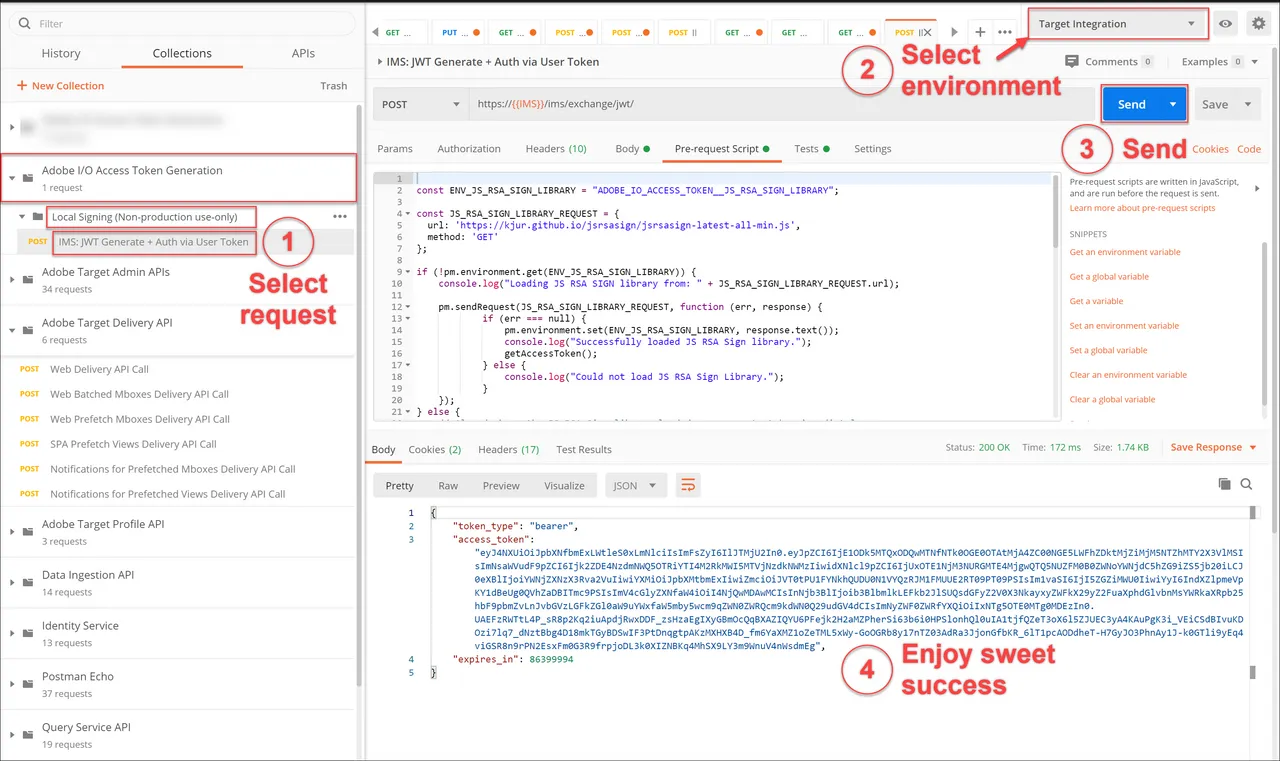 Filter
History
Collections
APIs
+ New Collection
Trash
Adobe I/O Access Token Generation
1 request
Local Signing (Non-production use-only)
POST IMS: JWT Generate + Auth via User Token
1
Select
request
Adobe Target Admin APIs
34 requests
Adobe Target Delivery API
6 requests
POST Web Delivery API Call
POST Web Batched Mboxes Delivery API Call
POST Web Prefetch Mboxes Delivery API Call
POST SPA Prefetch Views Delivery API Call
POST Notifications for Prefetched Mboxes Delivery API Call
POST Notifications for Prefetched Views Delivery API Call
Adobe Target Profile API
3 requests
Data Ingestion API
14 requests
Identity Service
13 requests
Postman Echo
37 requests
Query Service API
19 requests
GET ... PUT ... GET ... POST ... POST ... POST || GET ... GET ... GET ... POST ||
Target Integration
IMS: JWT Generate + Auth via User Token
2
Select
environment
Comments 0
Examples 0
POST
https://{{IMS}}/ims/exchange/jwt/
Send
Save
Params
Authorization
Headers (10)
Body
Pre-request Script
Tests
Settings
3
Send
Cookies Code
1
2 const ENV_JS_RSA_SIGN_LIBRARY = "ADOBE_IO_ACCESS_TOKEN__JS_RSA_SIGN_LIBRARY";
3
4 const JS_RSA_SIGN_LIBRARY_REQUEST = {
5 url: 'https://kjur.github.io/jsrsasign/jsrsasign-latest-all-min.js',
6 method: 'GET'
7 };
8
9 if (!pm.environment.get(ENV_JS_RSA_SIGN_LIBRARY)) {
10 console.log("Loading JS RSA SIGN library from: " + JS_RSA_SIGN_LIBRARY_REQUEST.url);
11
12 pm.sendRequest(JS_RSA_SIGN_LIBRARY_REQUEST, function (err, response) {
13 if (err === null) {
14 pm.environment.set(ENV_JS_RSA_SIGN_LIBRARY, response.text());
15 console.log("Successfully loaded JS RSA Sign library.");
16 getAccessToken();
17 } else {
18 console.log("Could not load JS RSA Sign Library.");
19 }
20 });
21 } else {
Pre-request scripts are written in JavaScript,
and are run before the request is sent.
Learn more about pre-request scripts
SNIPPETS
Get an environment variable
Get a global variable
Get a variable
Set an environment variable
Set a global variable
Clear an environment variable
Clear a global variable
Body
Cookies (2)
Headers (17)
Test Results
Status: 200 OK
Time: 172 ms
Size: 1.74 KB
Save Response
Pretty
Raw
Preview
Visualize
JSON
1 {
2 "token_type": "bearer",
3 "access_token":
4 "expires_in": 86399994
5 }
4
Enjoy sweet
success